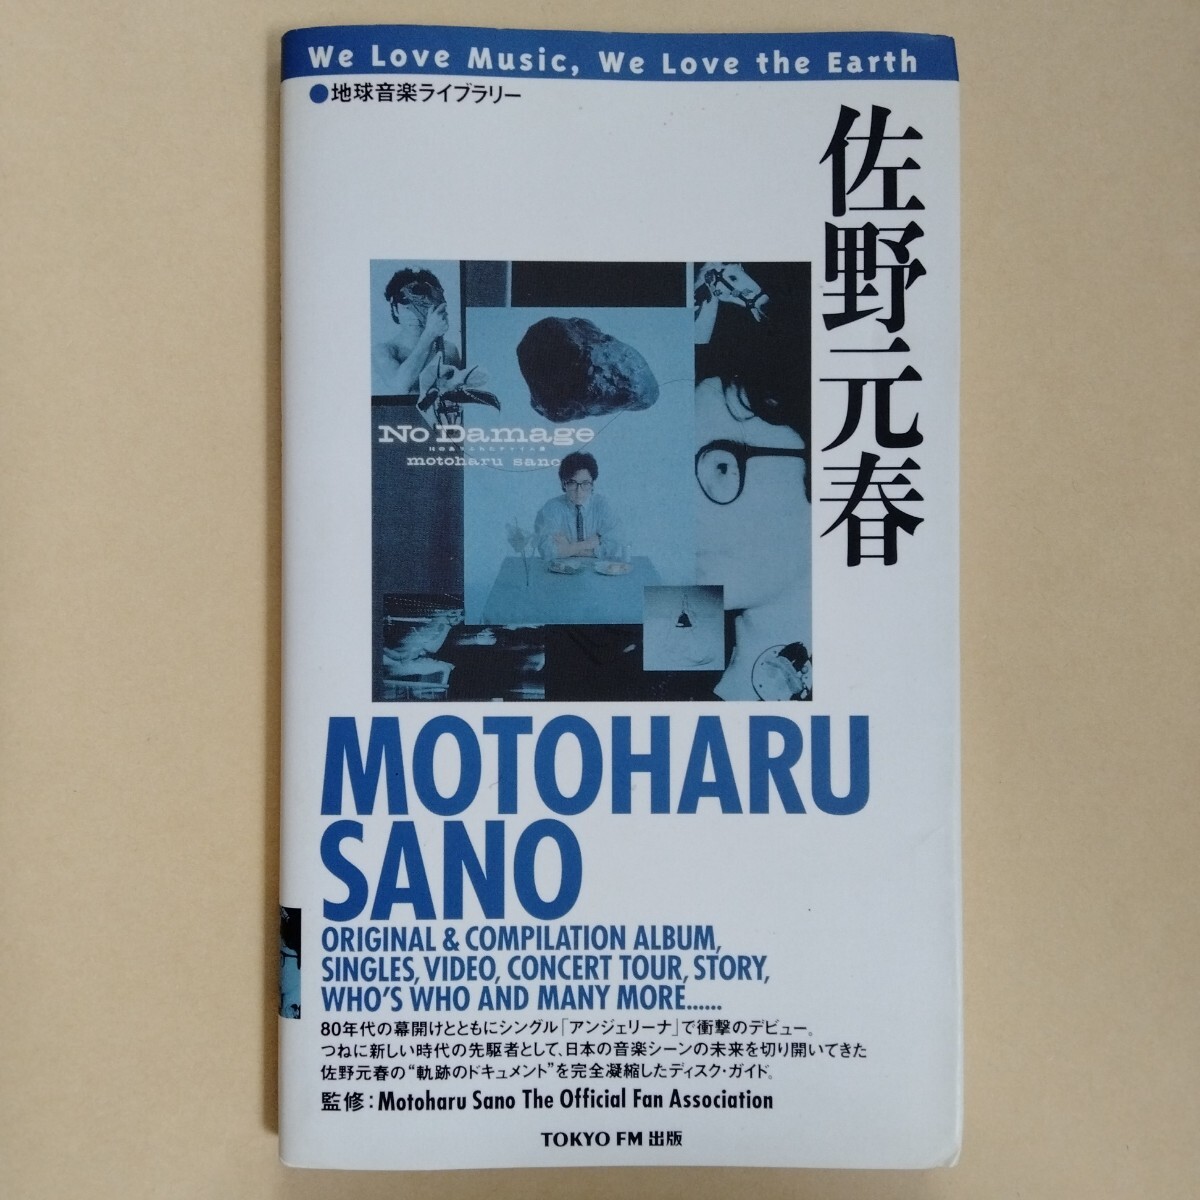 We Love Music, We Love the Earth
●地球音楽ライブラリー
佐野元春
No Damage
motoharu sano
MOTOHARU
SANO
ORIGINAL & COMPILATION ALBUM,
SINGLES, VIDEO, CONCERT TOUR, STORY,
WHO'S WHO AND MANY MORE......
80年代の幕開けとともにシングル「アンジェリーナ」で衝撃のデビュー。
つねに新しい時代の先駆者として、日本の音楽シーンの未来を切り開いてきた
佐野元春の“軌跡のドキュメント”を完全凝縮したディスク・ガイド。
監修：Motoharu Sano The Official Fan Association
TOKYO FM 出版